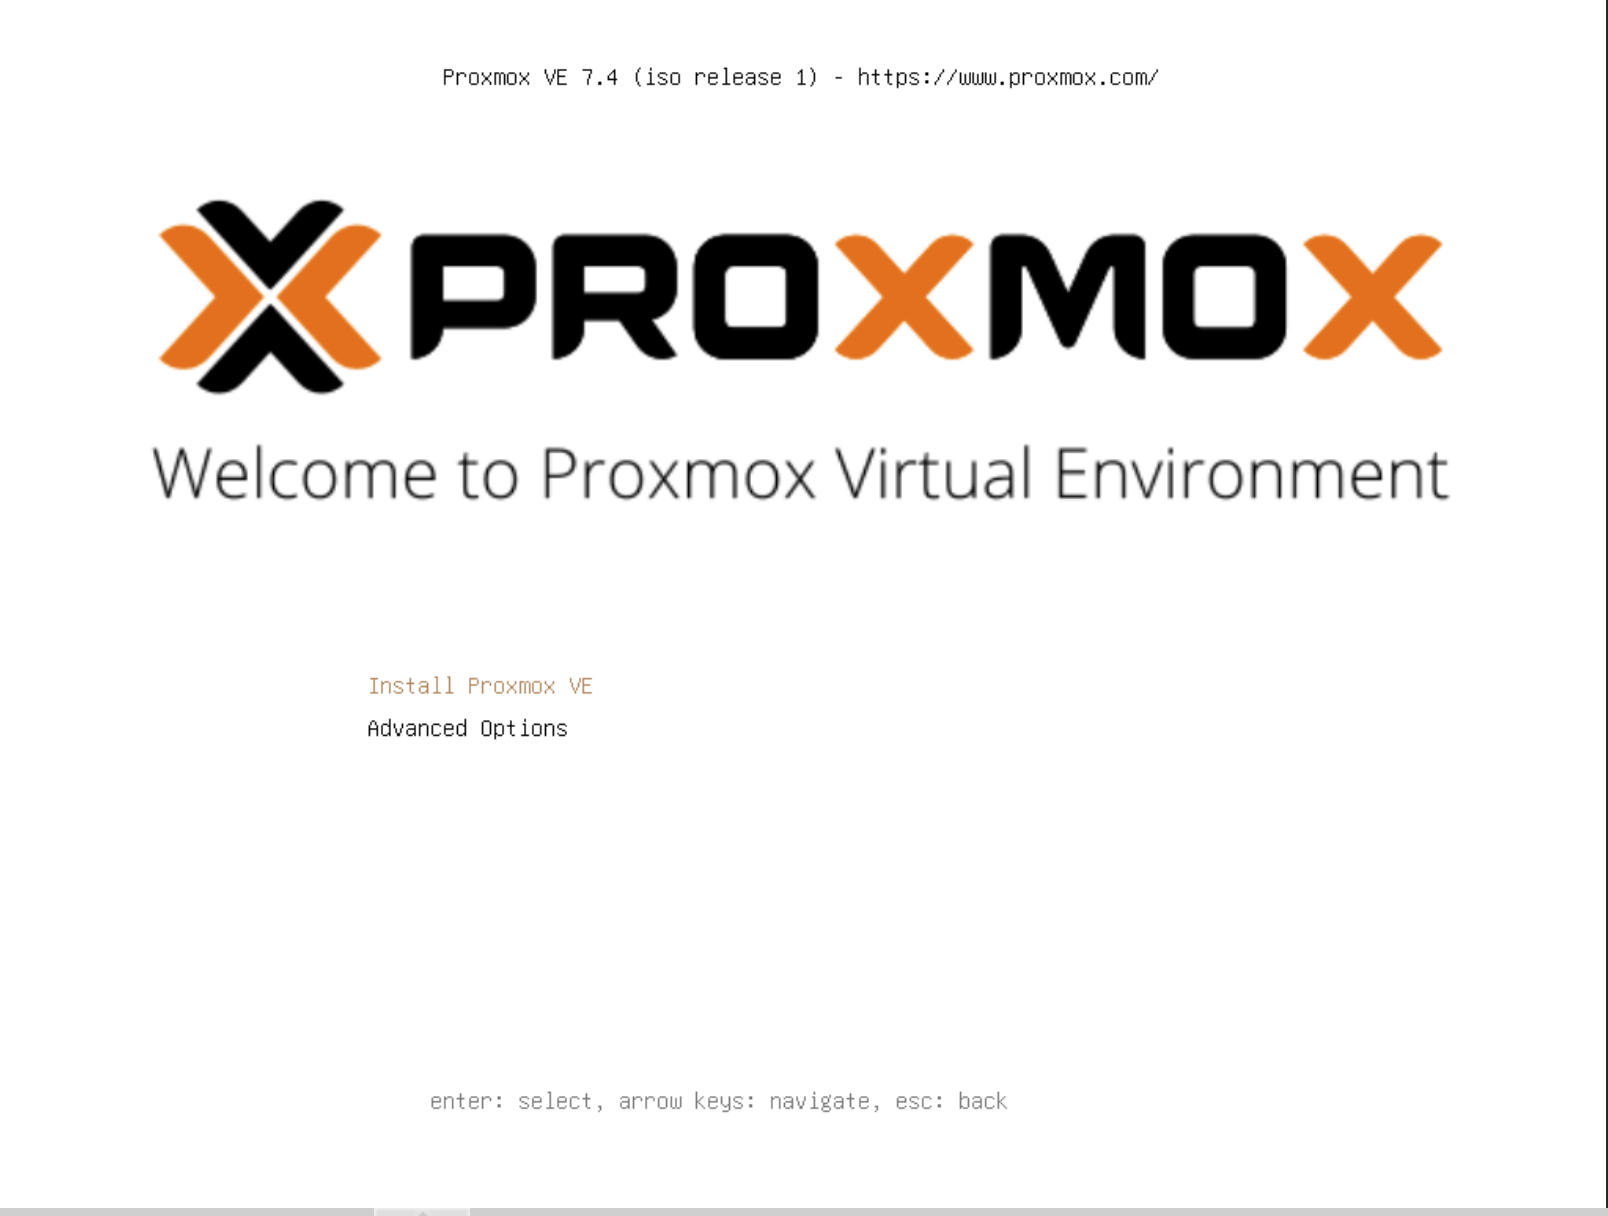 Proxmox VE 7.4 (iso release 1) - https://www.proxmox.com/
PROXMOX
Welcome to Proxmox Virtual Environment
Install Proxmox VE
Advanced Options
enter: select, arrow keys: navigate, esc: back